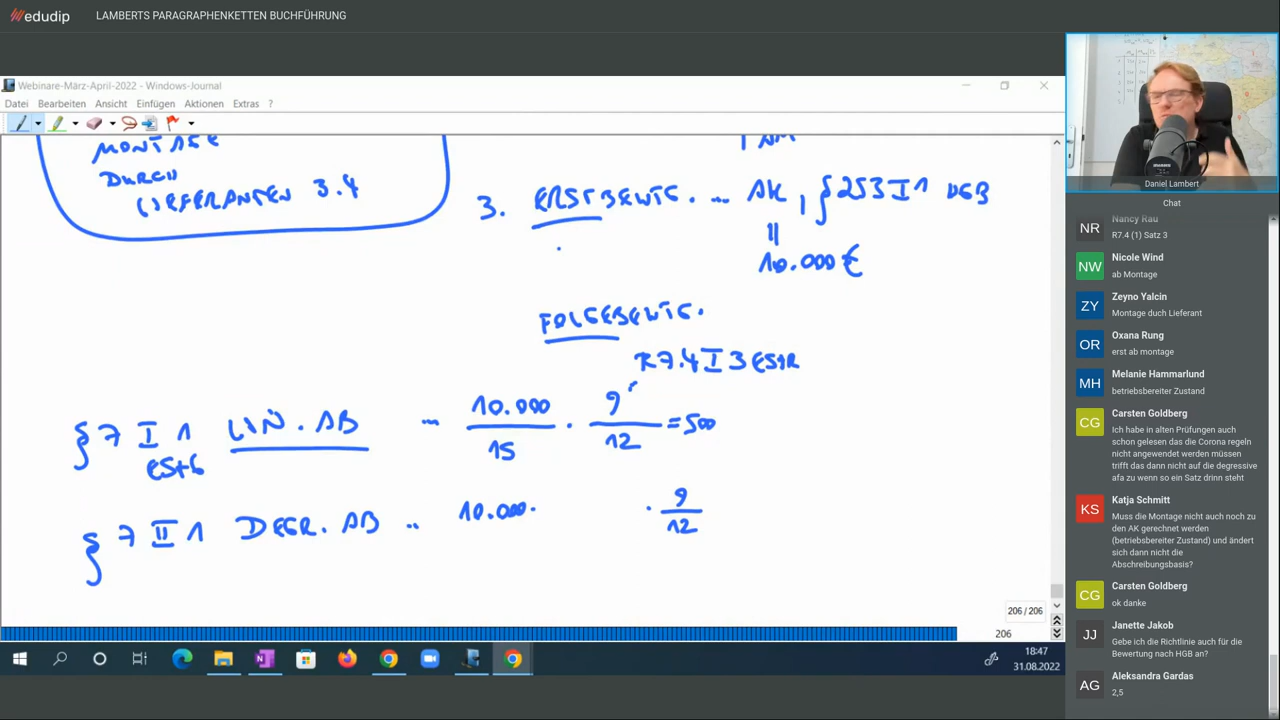 edudip
LAMBERTS PARAGRAPHENKETTEN BUCHFÜHRUNG
Webinare-März-April-2022 - Windows-Journal
Datei Bearbeiten Ansicht Einfügen Aktionen Extras ?
MONTAGE
DURCH
LIEFERANTEN 3.4
3. ERSTBEWTG. ... AK, § 253 I 1 HGB
=
10.000 €
FOLGEBEWTG.
R 7.4 I 3 ESTR
§ 7 I 1 LIN. AB ... 10.000 / 15 · 9 / 12 = 500
EStG
§ 7 II 1 DEGR. AB .. 10.000 · · 9 / 12
206 / 206
206
18:47
31.08.2022
Daniel Lambert
Chat
NR Nancy Rau
R7.4 (1) Satz 3
NW Nicole Wind
ab Montage
ZY Zeyno Yalcin
Montage duch Lieferant
OR Oxana Rung
erst ab montage
MH Melanie Hammarlund
betriebsbereiter Zustand
CG Carsten Goldberg
Ich habe in alten Prüfungen auch
schon gelesen das die Corona regeln
nicht angewendet werden müssen
trifft das dann nicht auf die degressive
afa zu wenn so ein Satz drinn steht
KS Katja Schmitt
Muss die Montage nicht auch noch zu
den AK gerechnet werden
(betriebsbereiter Zustand) und ändert
sich dann nicht die
Abschreibungsbasis?
CG Carsten Goldberg
ok danke
JJ Janette Jakob
Gebe ich die Richtlinie auch für die
Bewertung nach HGB an?
AG Aleksandra Gardas
2,5